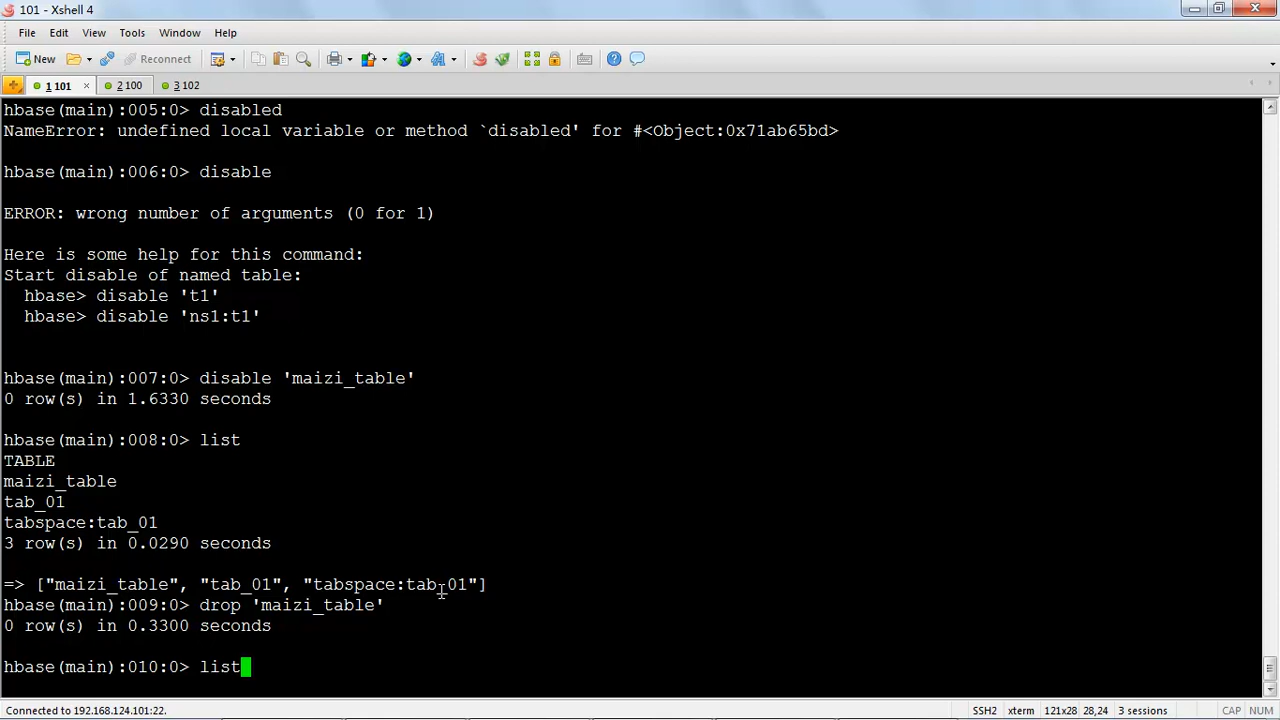 101 - Xshell 4
File Edit View Tools Window Help
New Reconnect
1 101 2 100 3 102
hbase(main):005:0> disabled
NameError: undefined local variable or method `disabled' for #<Object:0x71ab65bd>
hbase(main):006:0> disable
ERROR: wrong number of arguments (0 for 1)
Here is some help for this command:
Start disable of named table:
hbase> disable 't1'
hbase> disable 'ns1:t1'
hbase(main):007:0> disable 'maizi_table'
0 row(s) in 1.6330 seconds
hbase(main):008:0> list
TABLE
maizi_table
tab_01
tabspace:tab_01
3 row(s) in 0.0290 seconds
=> ["maizi_table", "tab_01", "tabspace:tab_01"]
hbase(main):009:0> drop 'maizi_table'
0 row(s) in 0.3300 seconds
hbase(main):010:0> list
Connected to 192.168.124.101:22. SSH2 xterm 121x28 28,24 3 sessions CAP NUM